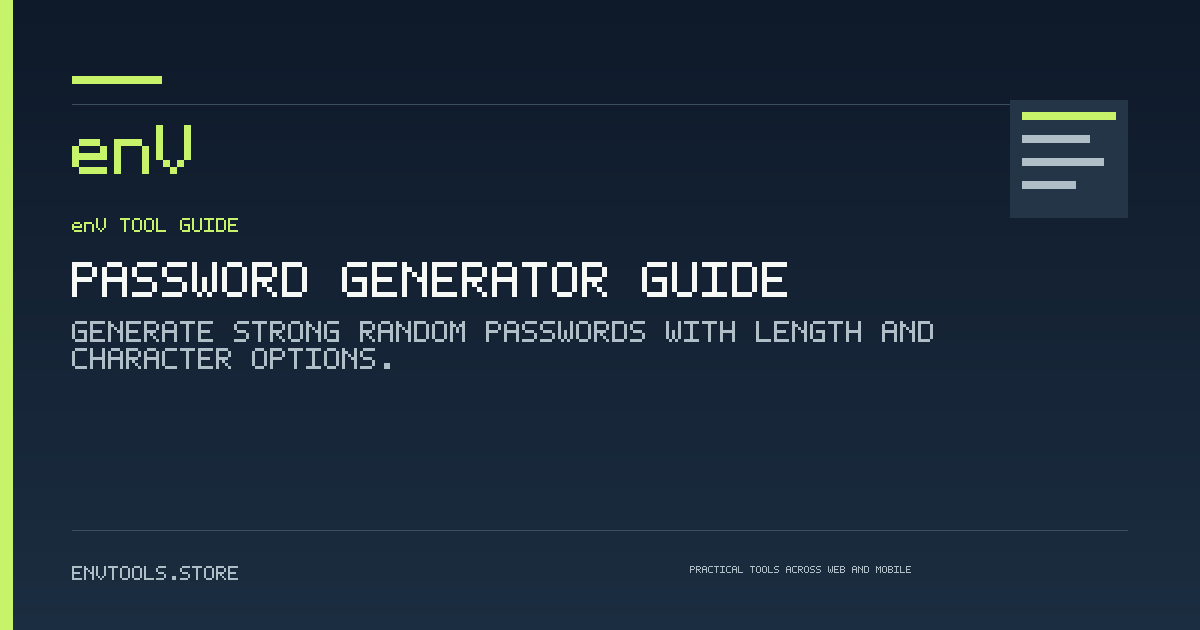 enV
enV TOOL GUIDE
PASSWORD GENERATOR GUIDE
GENERATE STRONG RANDOM PASSWORDS WITH LENGTH AND
CHARACTER OPTIONS.
ENVTOOLS.STORE
PRACTICAL TOOLS ACROSS WEB AND MOBILE